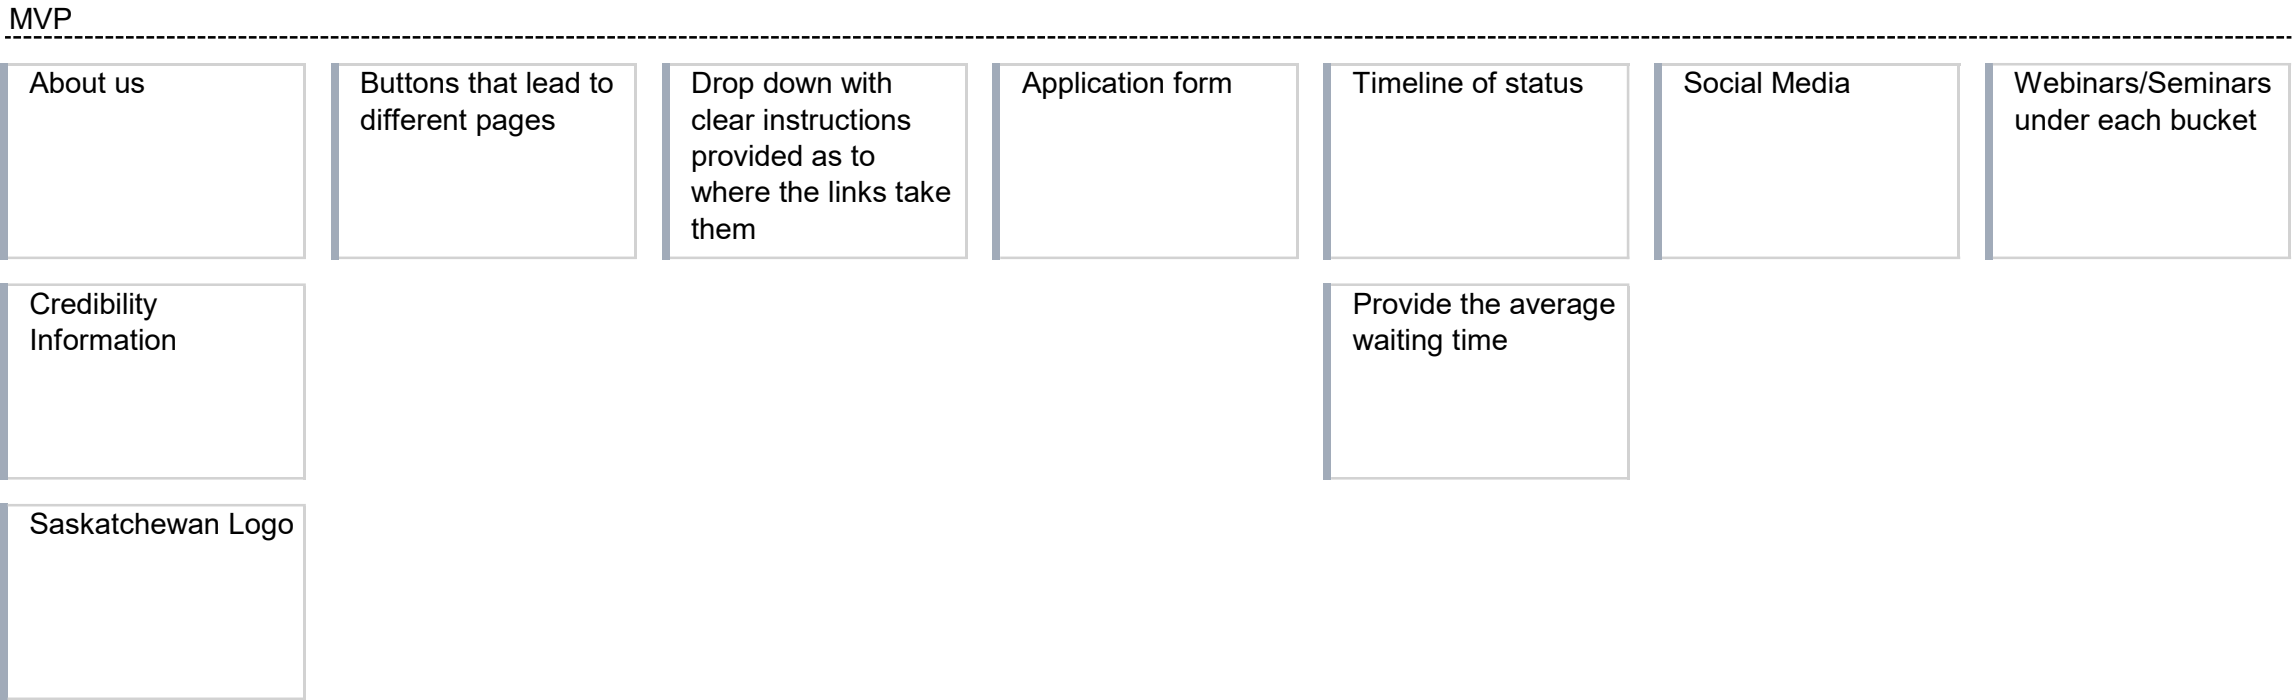 MVP
About us
Buttons that lead to
different pages
Drop down with
clear instructions
provided as to
where the links take
them
Application form
Timeline of status
Social Media
Webinars/Seminars
under each bucket
Credibility
Information
Provide the average
waiting time
Saskatchewan Logo